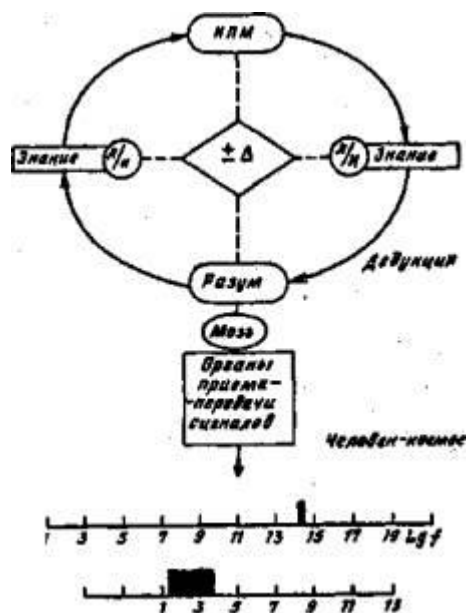 ИПМ
Знание
л/и
± Δ
л/и
Знание
Дедукция
Разум
Мозг
Органы
приема-
-передачи
сигналов
Человек-космос
1 3 5 7 9 11 13 15 17 19 lg f
1 3 5 7 9 11 13